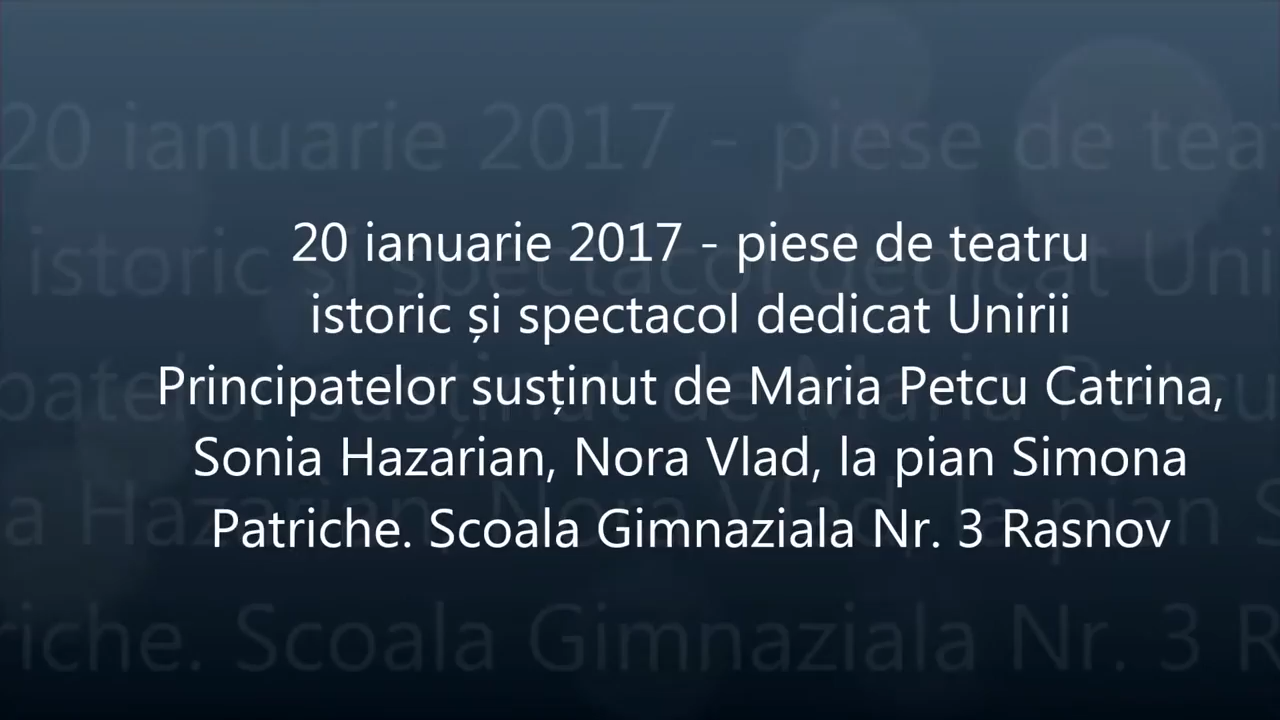 20 ianuarie 2017 - piese de teatru
istoric și spectacol dedicat Unirii
Principatelor susținut de Maria Petcu Catrina,
Sonia Hazarian, Nora Vlad, la pian Simona
Patriche. Scoala Gimnaziala Nr. 3 Rasnov